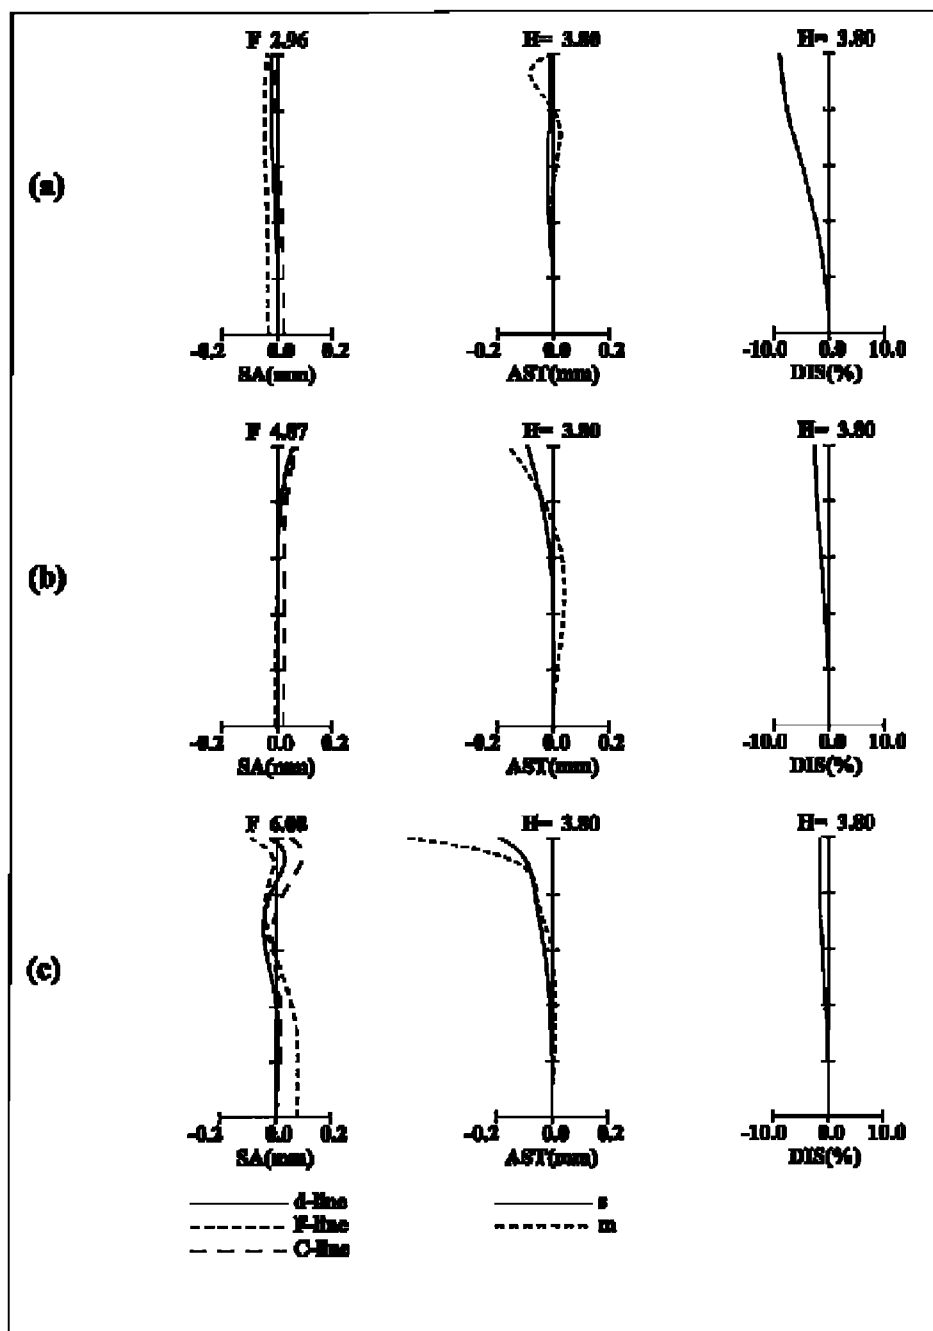 F 2.96 H= 3.80 H= 3.80
(a)
-0.2 0.0 0.2 -0.2 0.0 0.2 -10.0 0.0 10.0
SA(mm) AST(mm) DIS(%)
F 4.07 H= 3.80 H= 3.80
(b)
-0.2 0.0 0.2 -0.2 0.0 0.2 -10.0 0.0 10.0
SA(mm) AST(mm) DIS(%)
F 6.08 H= 3.80 H= 3.80
(c)
-0.2 0.0 0.2 -0.2 0.0 0.2 -10.0 0.0 10.0
SA(mm) AST(mm) DIS(%)
d-line s
F-line m
C-line